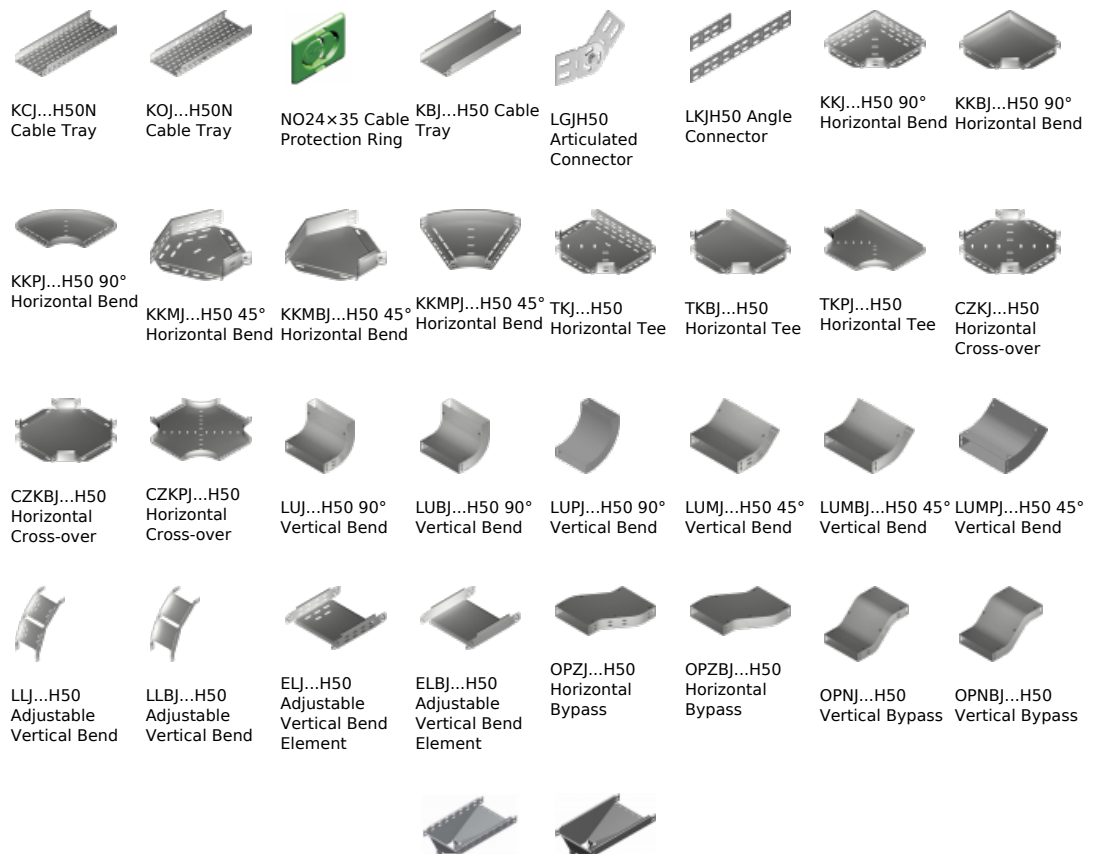 KCJ...H50N
Cable Tray
KOJ...H50N
Cable Tray
NO24×35 Cable
Protection Ring
KBJ...H50 Cable
Tray
LGJH50
Articulated
Connector
LKJH50 Angle
Connector
KKJ...H50 90°
Horizontal Bend
KKBJ...H50 90°
Horizontal Bend
KKPJ...H50 90°
Horizontal Bend
KKMJ...H50 45°
Horizontal Bend
KKMBJ...H50 45°
Horizontal Bend
KKMPJ...H50 45°
Horizontal Bend
TKJ...H50
Horizontal Tee
TKBJ...H50
Horizontal Tee
TKPJ...H50
Horizontal Tee
CZKJ...H50
Horizontal
Cross-over
CZKBJ...H50
Horizontal
Cross-over
CZKPJ...H50
Horizontal
Cross-over
LUJ...H50 90°
Vertical Bend
LUBJ...H50 90°
Vertical Bend
LUPJ...H50 90°
Vertical Bend
LUMJ...H50 45°
Vertical Bend
LUMBJ...H50 45°
Vertical Bend
LUMPJ...H50 45°
Vertical Bend
LLJ...H50
Adjustable
Vertical Bend
LLBJ...H50
Adjustable
Vertical Bend
ELJ...H50
Adjustable
Vertical Bend
Element
ELBJ...H50
Adjustable
Vertical Bend
Element
OPZJ...H50
Horizontal
Bypass
OPZBJ...H50
Horizontal
Bypass
OPNJ...H50
Vertical Bypass
OPNBJ...H50
Vertical Bypass